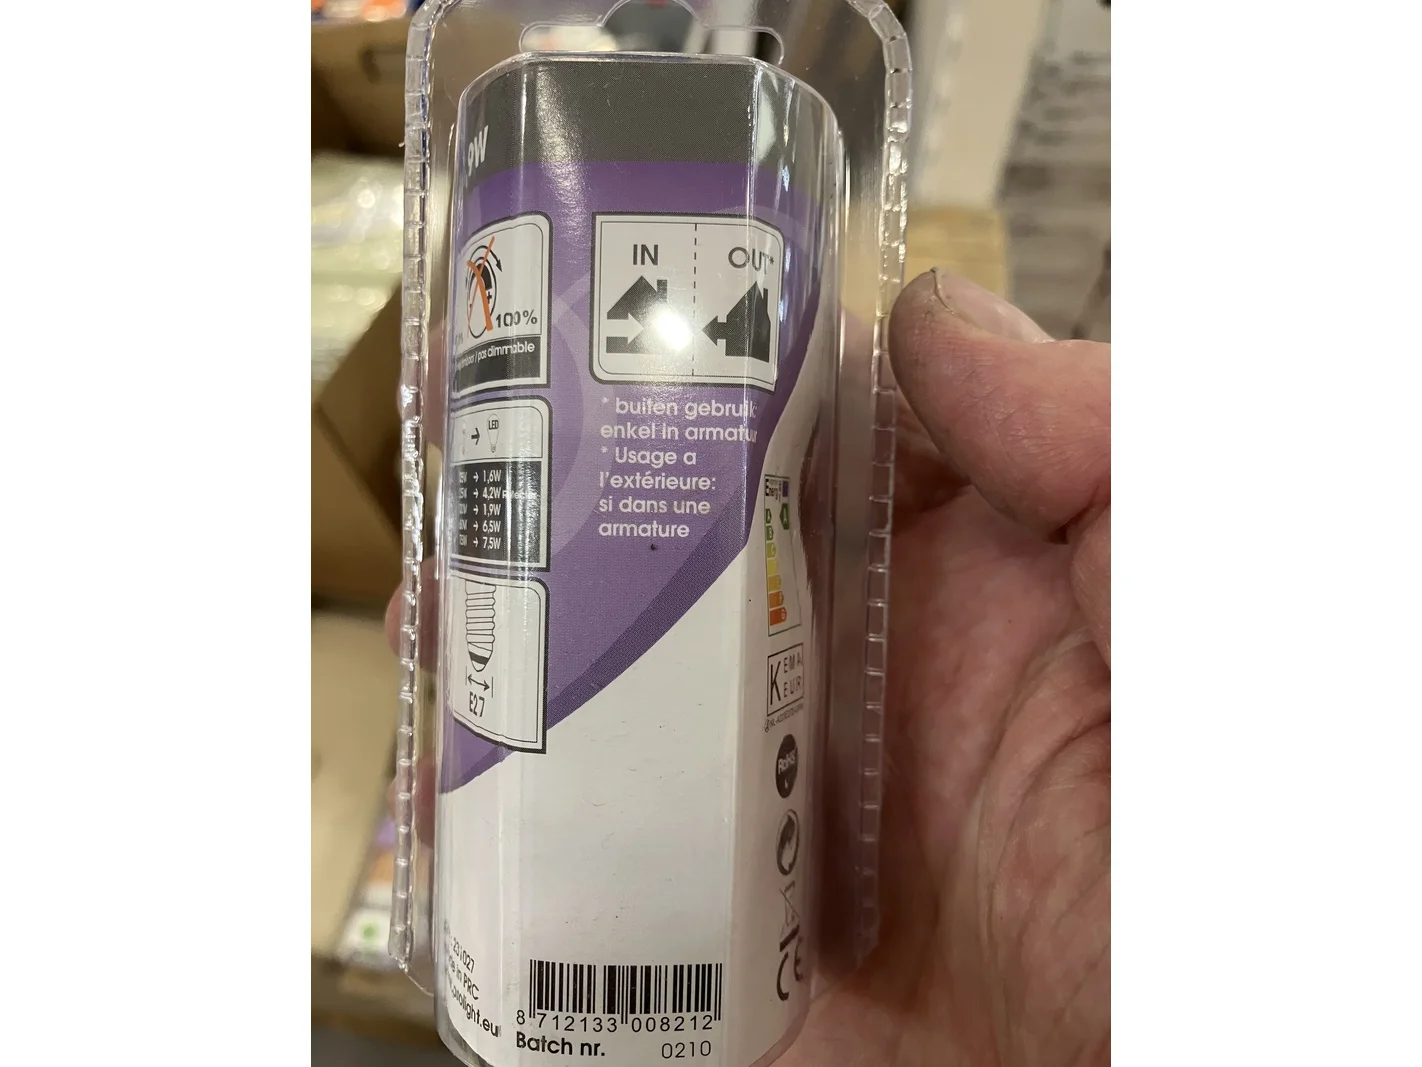 9W
IN OUT*
100%
pas dimmable
LED
→ 1,6W
→ 4,2W
→ 1,9W
→ 6,5W
→ 7,5W
* buiten gebruik:
enkel in armatuur
* Usage a
l'extérieure:
si dans une
armature
E27
KEMA
KEUR
RoHS
CE
231027
in PRC
8 712133 008212
Batch nr. 0210